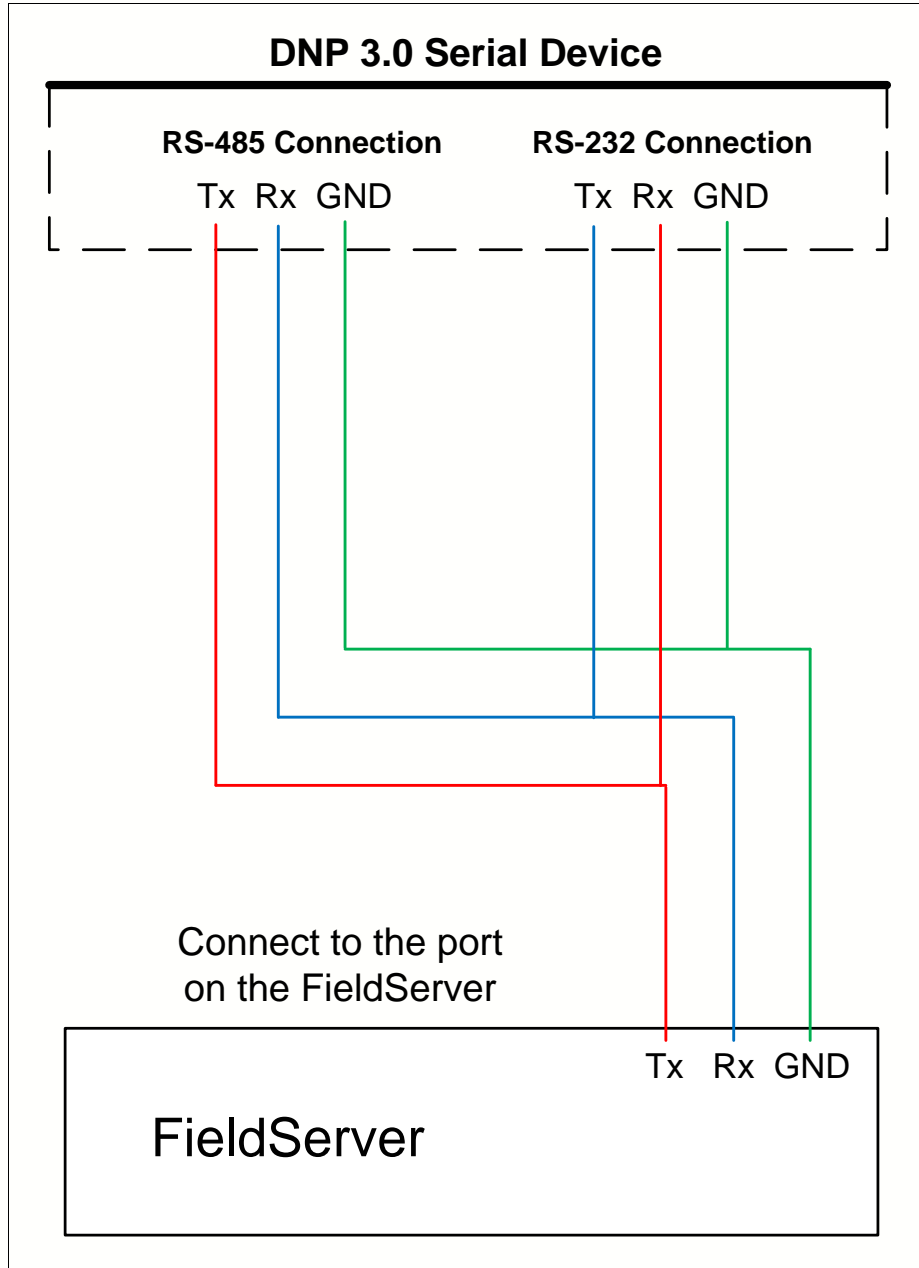 DNP 3.0 Serial Device
RS-485 Connection RS-232 Connection
Tx Rx GND Tx Rx GND
Connect to the port
on the FieldServer
Tx Rx GND
FieldServer